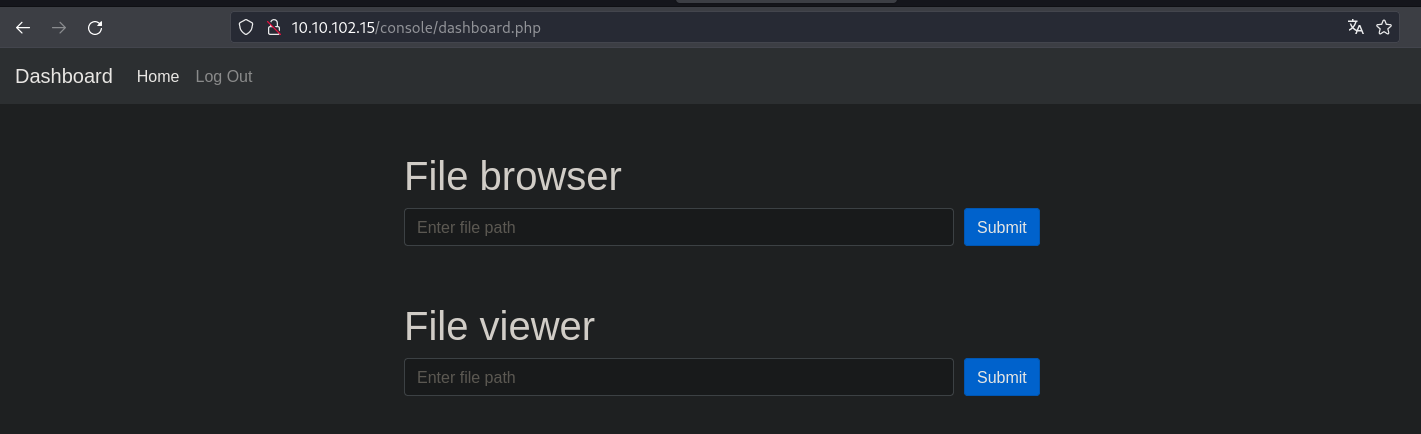 10.10.102.15/console/dashboard.php
Dashboard Home Log Out
File browser
Enter file path Submit
File viewer
Enter file path Submit